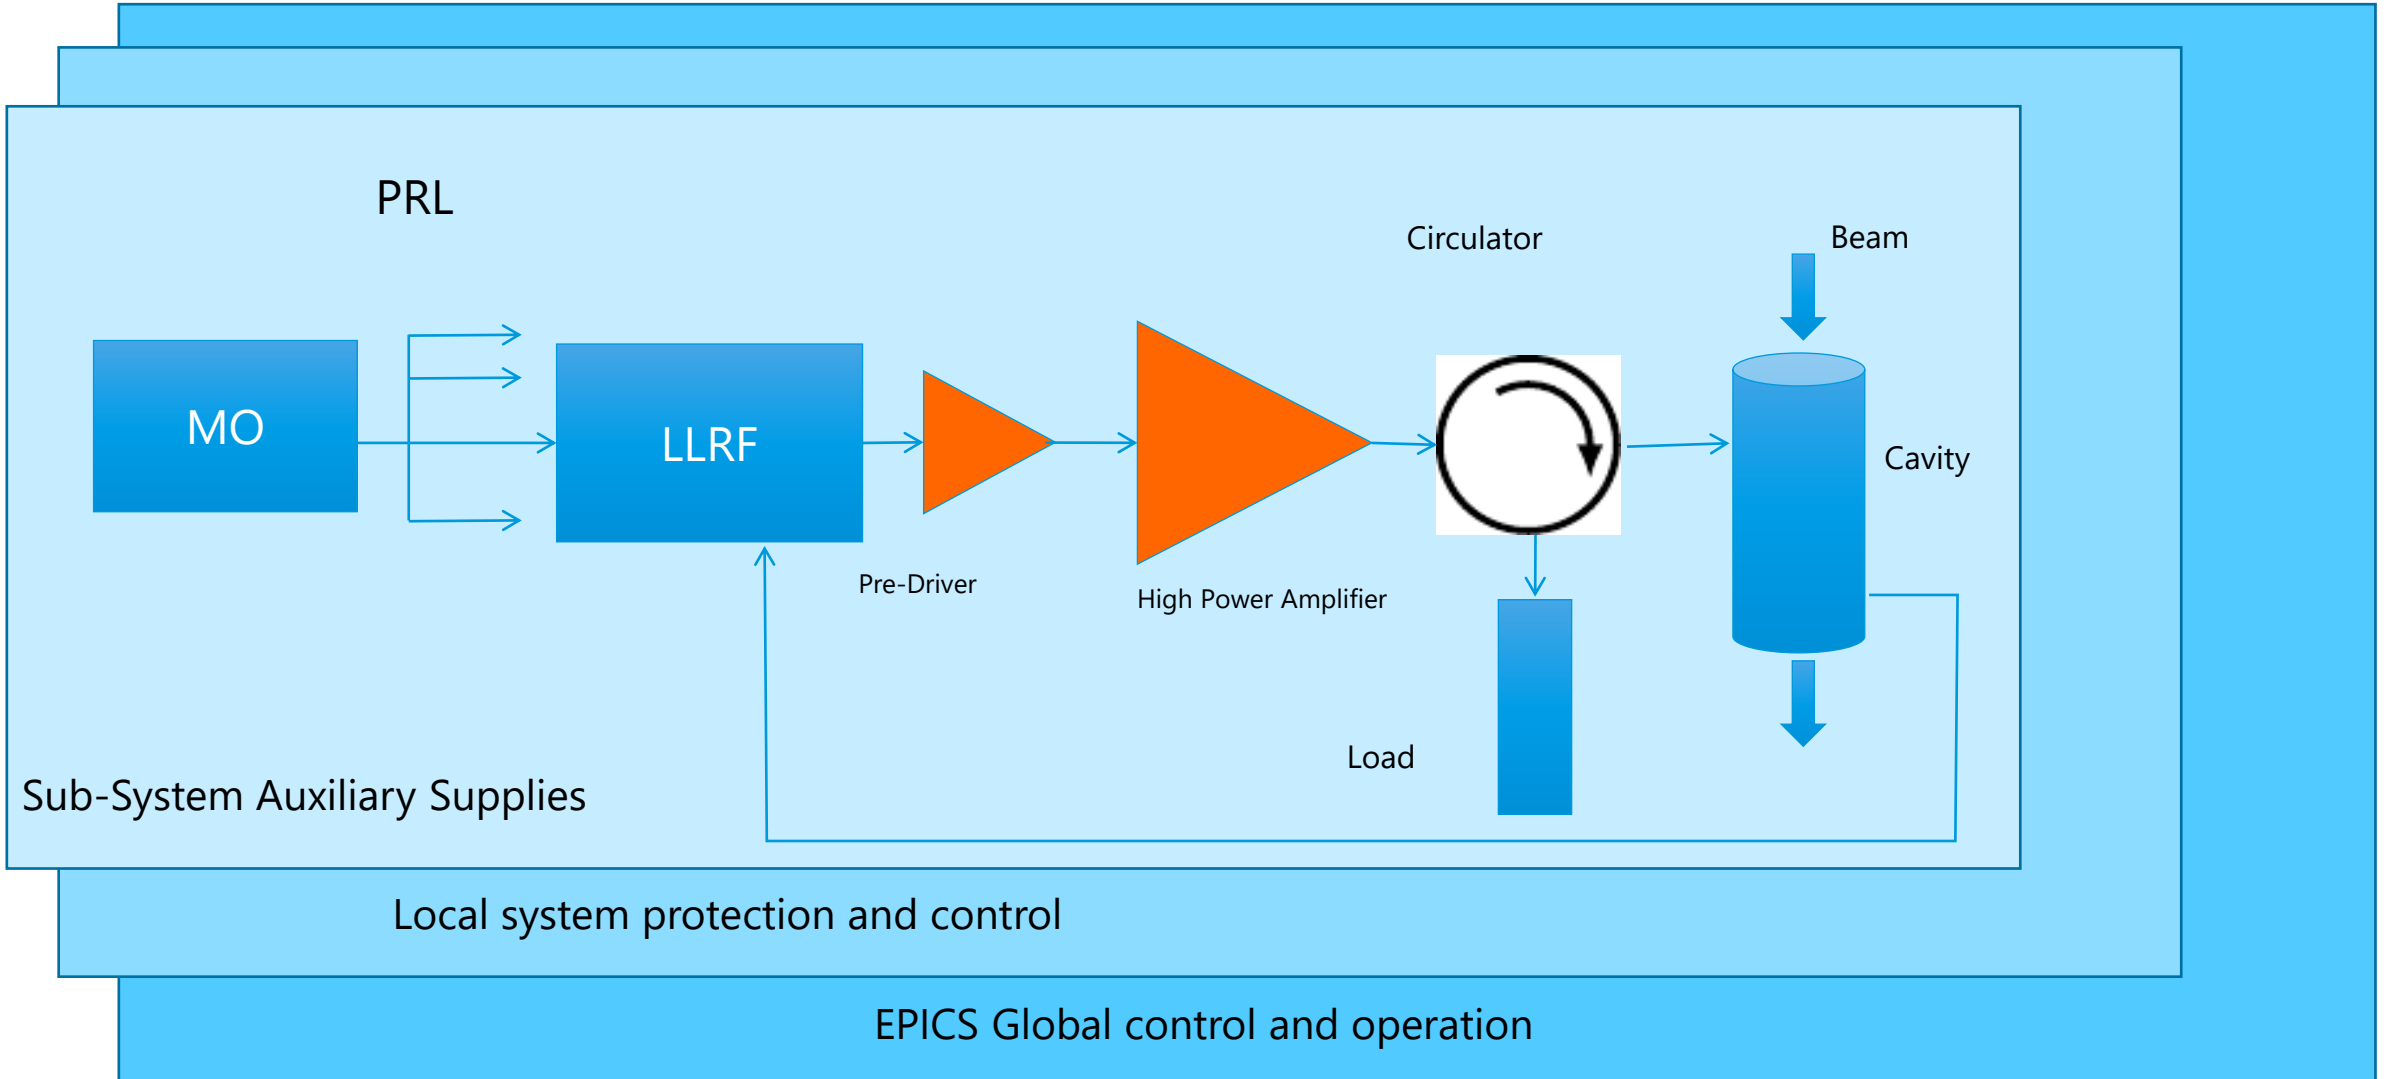 PRL
Circulator
Beam
MO
LLRF
Cavity
Pre-Driver
High Power Amplifier
Load
Sub-System Auxiliary Supplies
Local system protection and control
EPICS Global control and operation